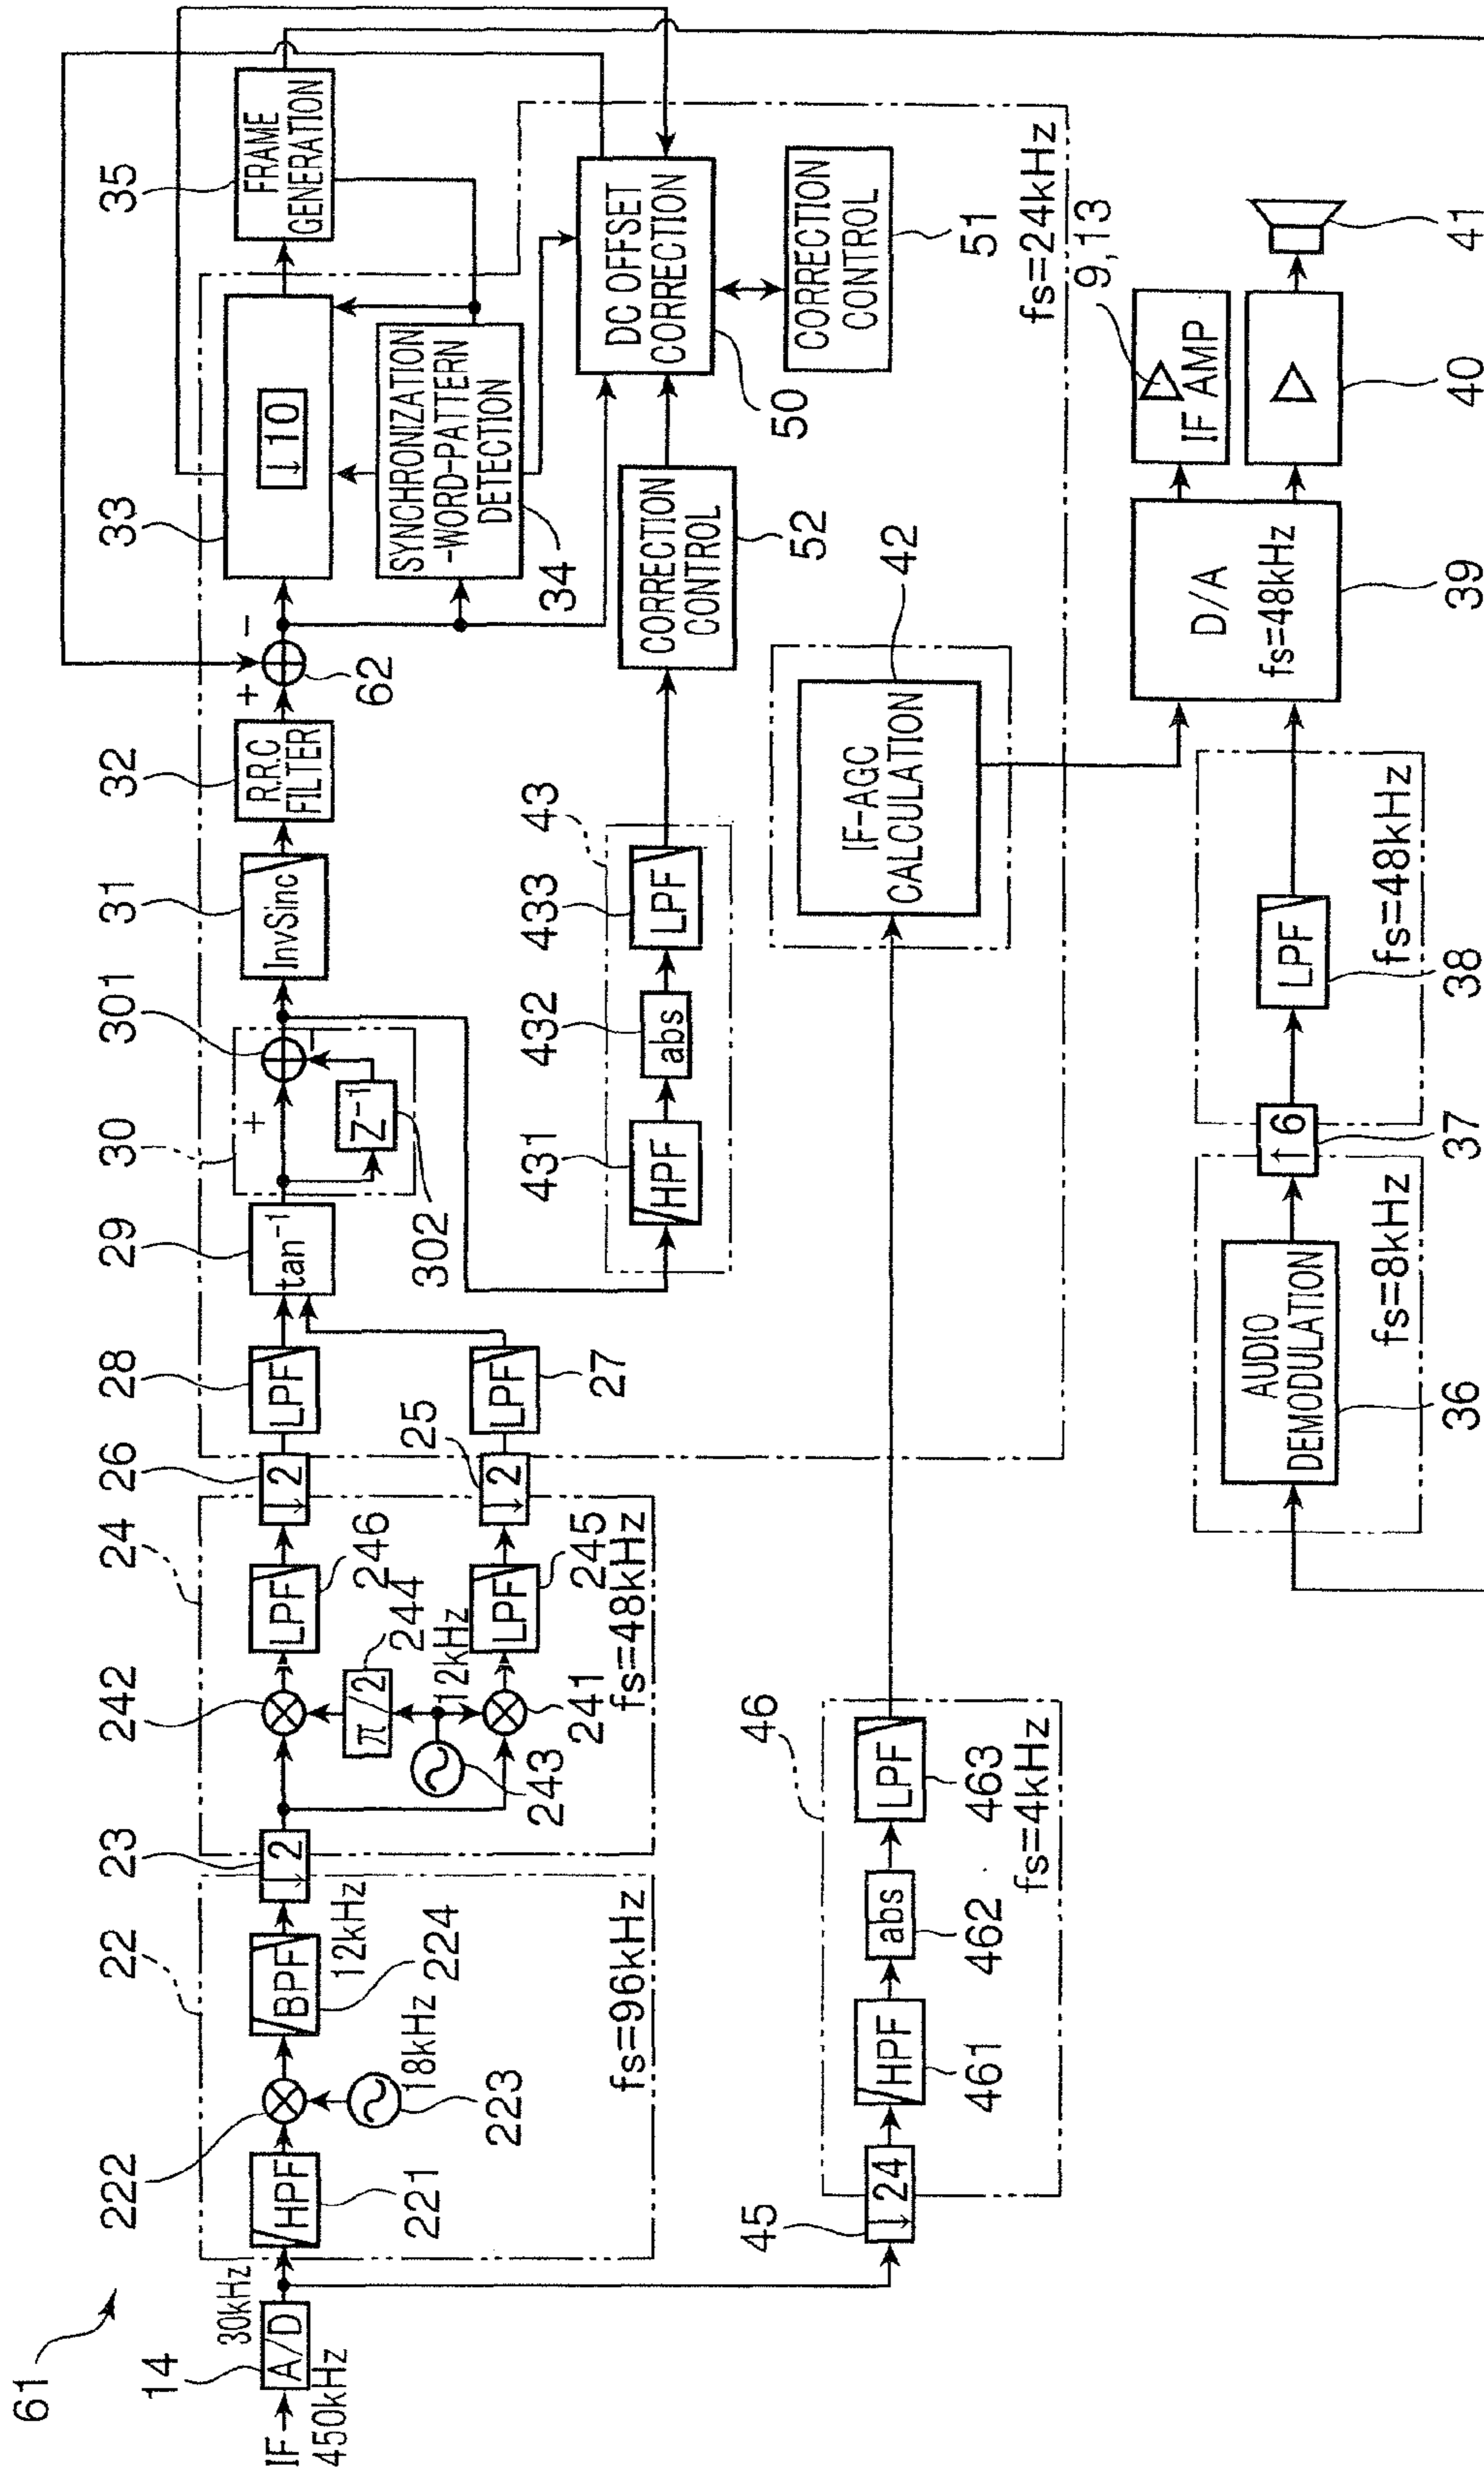 61
IF
14
A/D
450kHz
30kHz
22
222
HPF
221
18kHz
223
BPF
224
12kHz
fs=96kHz
23
↓2
24
242
π/2
244
243
12kHz
241
LPF
246
LPF
245
fs=48kHz
26
↓2
25
↓2
28
LPF
LPF
27
29
tan⁻¹
30
301
+
−
Z⁻¹
302
31
InvSinc
32
R.R.C
FILTER
+
−
62
33
↓10
SYNCHRONIZATION
-WORD-PATTERN
DETECTION
34
35
FRAME
GENERATION
43
431
HPF
432
abs
433
LPF
CORRECTION
CONTROL
52
DC OFFSET
CORRECTION
50
CORRECTION
CONTROL
51
fs=24kHz
45
↓24
46
HPF
461
abs
462
LPF
463
fs=4kHz
42
IF-AGC
CALCULATION
AUDIO
DEMODULATION
36
fs=8kHz
↑6
37
LPF
38
fs=48kHz
D/A
fs=48kHz
39
IF AMP
9,13
40
41